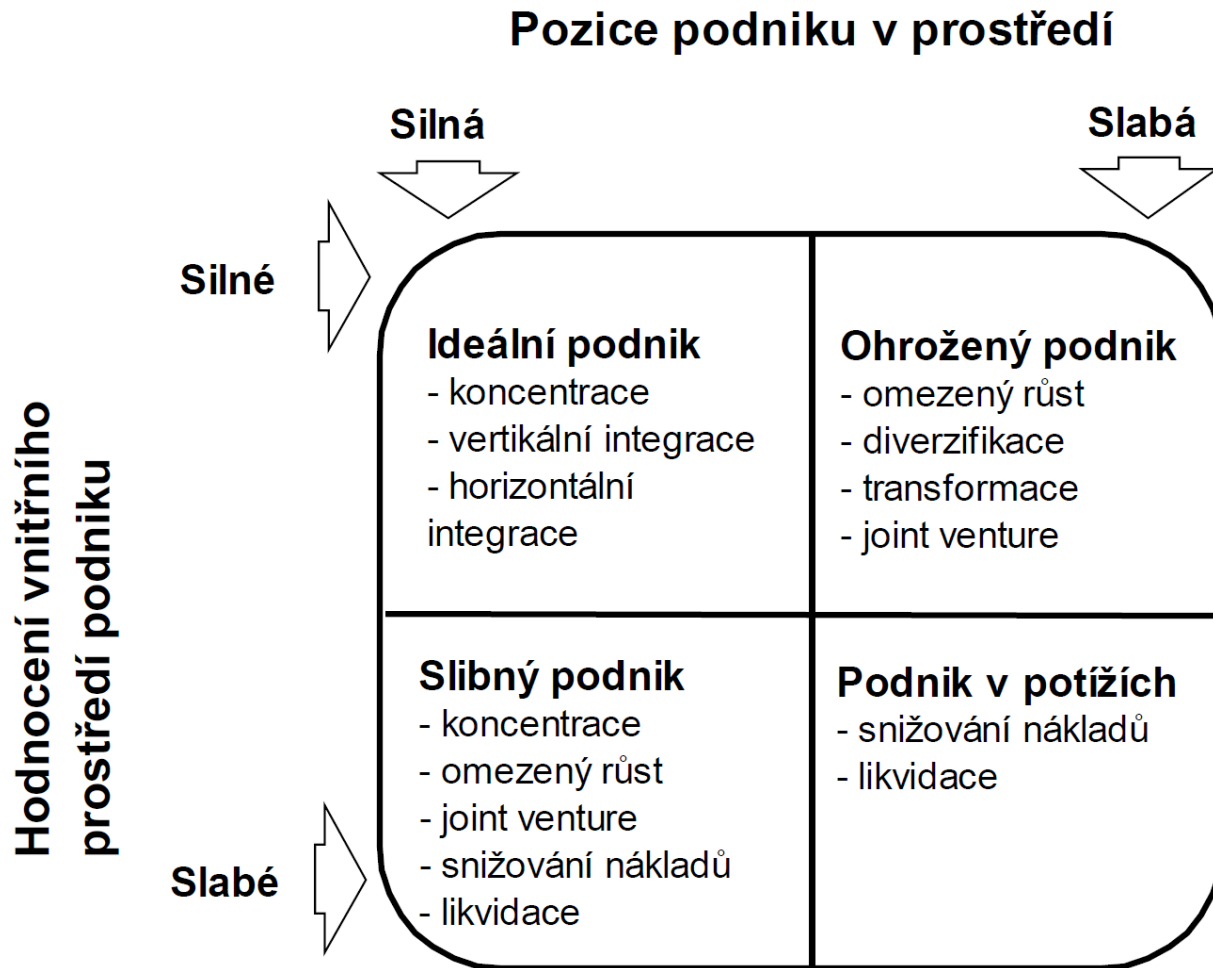 Pozice podniku v prostředí
Silná
Slabá
Silné
Hodnocení vnitřního
prostředí podniku
Ideální podnik
- koncentrace
- vertikální integrace
- horizontální
integrace
Ohrožený podnik
- omezený růst
- diverzifikace
- transformace
- joint venture
Slibný podnik
- koncentrace
- omezený růst
- joint venture
- snižování nákladů
- likvidace
Podnik v potížích
- snižování nákladů
- likvidace
Slabé